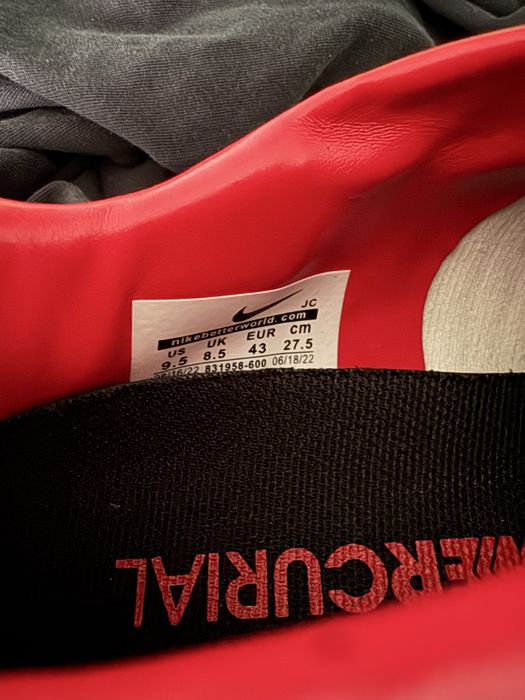 JC
nikebetterworld.com
US UK EUR cm
9.5 8.5 43 27.5
831958-600 06/18/22
MERCURIAL